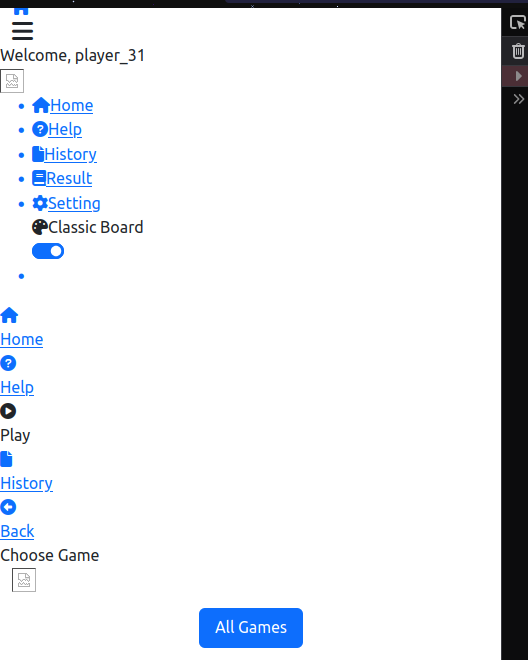 Welcome, player_31
Home
Help
History
Result
Setting
Classic Board
Home
Help
Play
History
Back
Choose Game
All Games